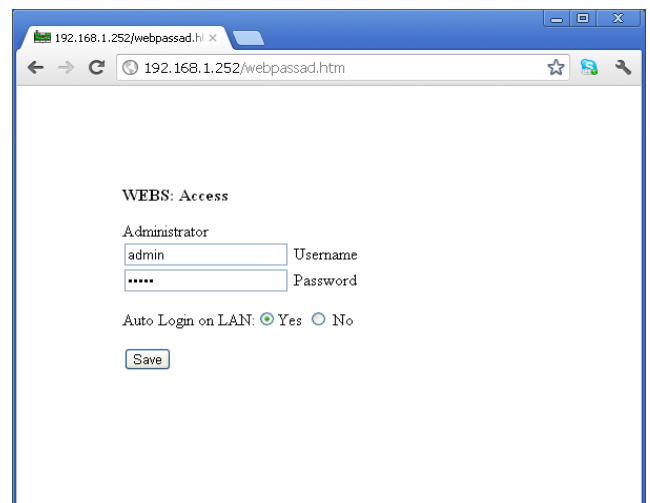 192.168.1.252/webpassad.h
192.168.1.252/webpassad.htm
WEBS: Access
Administrator
admin Username
••••• Password
Auto Login on LAN: Yes No
Save